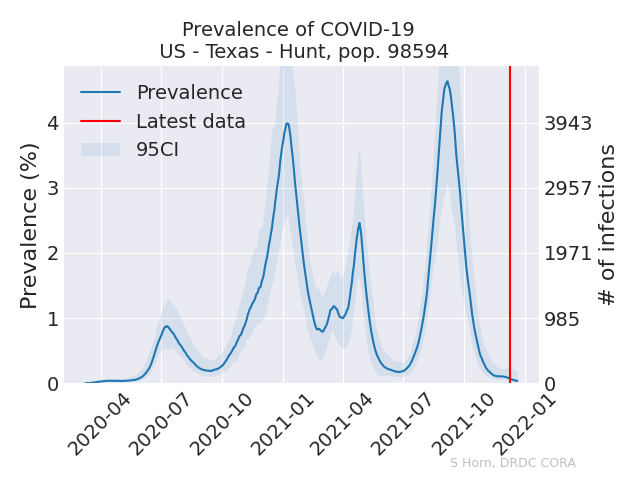 Prevalence of COVID-19
US - Texas - Hunt, pop. 98594
Prevalence
Latest data
95CI
Prevalence (%)
4
3
2
1
0
3943
2957
1971
985
0
# of infections
2020-04
2020-07
2020-10
2021-01
2021-04
2021-07
2021-10
2022-01
S Horn, DRDC CORA